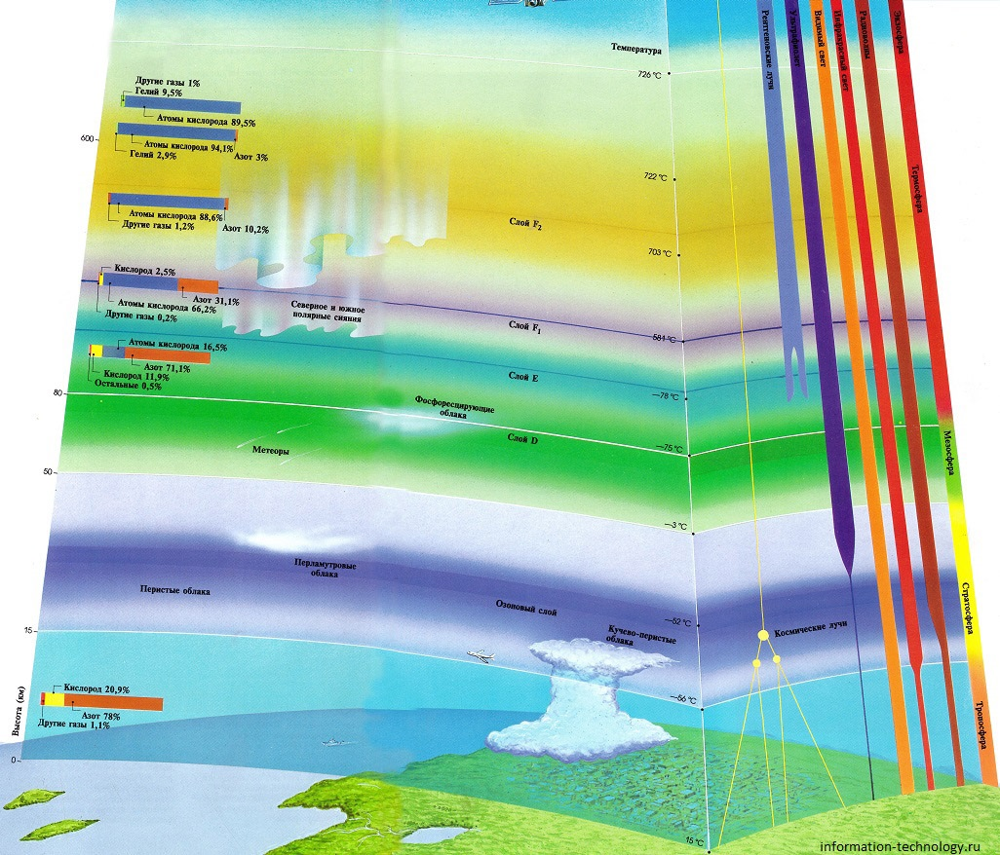 Температура
726 °C
Другие газы 1%
Гелий 9,5%
Атомы кислорода 89,5%
600
Атомы кислорода 94,1%
Гелий 2,9%
Азот 3%
722 °C
Атомы кислорода 88,6%
Другие газы 1,2%
Азот 10,2%
Слой F2
703 °C
Кислород 2,5%
Азот 31,1%
Атомы кислорода 66,2%
Другие газы 0,2%
Северное и южное
полярные сияния
Слой F1
581 °C
Атомы кислорода 16,5%
Азот 71,1%
Кислород 11,9%
Остальные 0,5%
Слой E
—78 °C
80
Фосфоресцирующие
облака
Слой D
—75 °C
Метеоры
50
—3 °C
Перламутровые
облака
Перистые облака
Озоновый слой
—52 °C
Кучево-перистые
облака
Космические лучи
15
—56 °C
Кислород 20,9%
Азот 78%
Другие газы 1,1%
Высота (км)
0
15 °C
Рентгеновские лучи
Ультрафиолет
Видимый свет
Инфракрасный свет
Радиоволны
Экзосфера
Термосфера
Мезосфера
Стратосфера
Тропосфера
information-technology.ru